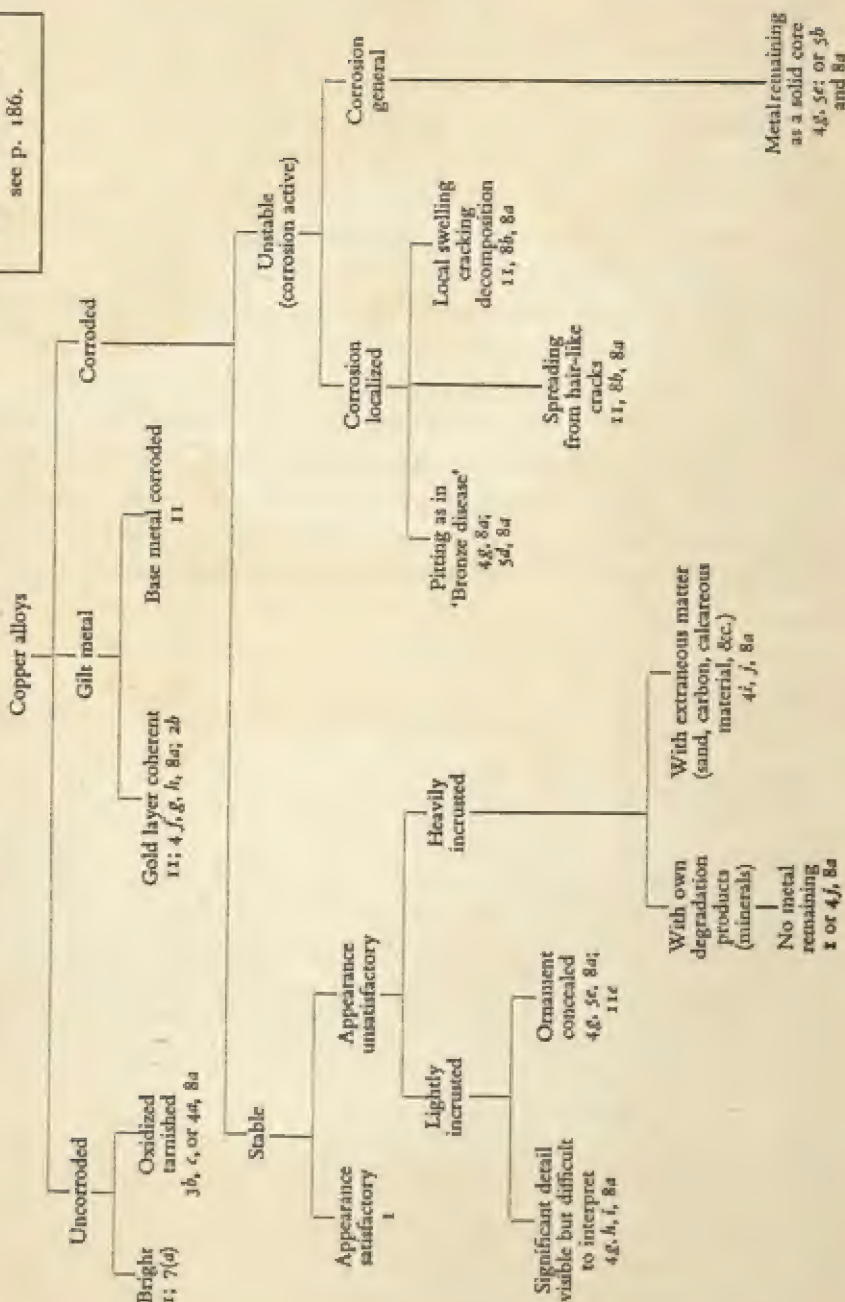 see p. 186.
Copper alloys
Uncorroded
Gilt metal
Corroded
Bright
1; 7(a)
Oxidized
tarnished
3b, c, or 4a, 8a
Gold layer coherent
11; 4 f, g, h, 8a; 2b
Base metal corroded
11
Stable
Unstable
(corrosion active)
Appearance
satisfactory
1
Appearance
unsatisfactory
Corrosion
localized
Corrosion
general
Lightly
incrusted
Heavily
incrusted
Pitting as in
'Bronze disease'
4g, 8a;
5d, 8a
Spreading
from hair-like
cracks
11, 8b, 8a
Local swelling
cracking
decomposition
11, 8b, 8a
Significant detail
visible but difficult
to interpret
4g, h, i, 8a
Ornament
concealed
4g, 5e, 8a;
11e
With own
degradation
products
(minerals)
No metal
remaining
1 or 4j, 8a
With extraneous matter
(sand, carbon, calcareous
material, &c.)
4i, j, 8a
Metal remaining
as a solid core
4g, 5e; or 5b
and 8a